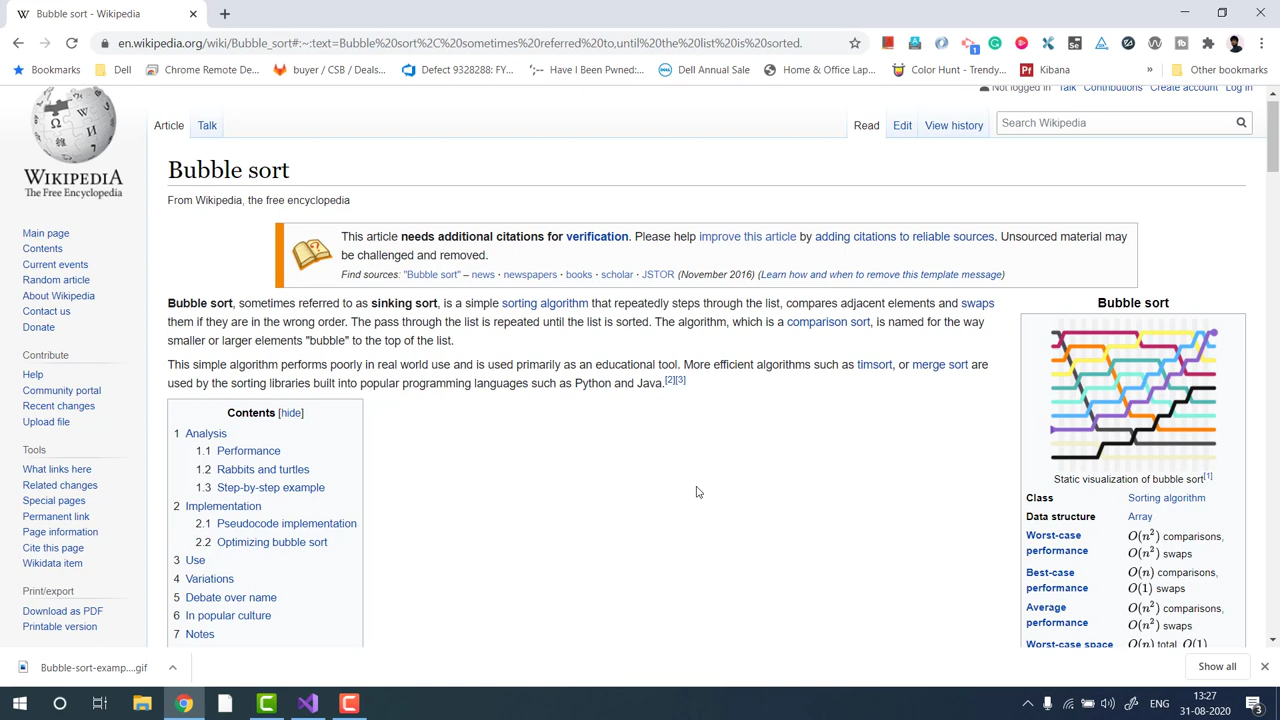 Bubble sort - Wikipedia
en.wikipedia.org/wiki/Bubble_sort#:~:text=Bubble%20sort%2C%20sometimes%20referred%20to,until%20the%20list%20is%20sorted.
Bookmarks Dell Chrome Remote De... buyer / CSB / Deals... Defect 9328288: FY... Have I Been Pwned:... Dell Annual Sale Home & Office Lap... Color Hunt - Trendy... Kibana » Other bookmarks
Not logged in Talk Contributions Create account Log in
Article Talk Read Edit View history Search Wikipedia
WIKIPEDIA
The Free Encyclopedia
Main page
Contents
Current events
Random article
About Wikipedia
Contact us
Donate
Contribute
Help
Community portal
Recent changes
Upload file
Tools
What links here
Related changes
Special pages
Permanent link
Page information
Cite this page
Wikidata item
Print/export
Download as PDF
Printable version
Bubble sort
From Wikipedia, the free encyclopedia
This article needs additional citations for verification. Please help improve this article by adding citations to reliable sources. Unsourced material may
be challenged and removed.
Find sources: "Bubble sort" – news · newspapers · books · scholar · JSTOR (November 2016) (Learn how and when to remove this template message)
Bubble sort, sometimes referred to as sinking sort, is a simple sorting algorithm that repeatedly steps through the list, compares adjacent elements and swaps
them if they are in the wrong order. The pass through the list is repeated until the list is sorted. The algorithm, which is a comparison sort, is named for the way
smaller or larger elements "bubble" to the top of the list.
This simple algorithm performs poorly in real world use and is used primarily as an educational tool. More efficient algorithms such as timsort, or merge sort are
used by the sorting libraries built into popular programming languages such as Python and Java.[2][3]
Contents [hide]
1 Analysis
1.1 Performance
1.2 Rabbits and turtles
1.3 Step-by-step example
2 Implementation
2.1 Pseudocode implementation
2.2 Optimizing bubble sort
3 Use
4 Variations
5 Debate over name
6 In popular culture
7 Notes
Bubble sort
Static visualization of bubble sort[1]
Class Sorting algorithm
Data structure Array
Worst-case performance O(n²) comparisons,
O(n²) swaps
Best-case performance O(n) comparisons,
O(1) swaps
Average performance O(n²) comparisons,
O(n²) swaps
Worst-case space O(n) total, O(1)
Bubble-sort-examp....gif Show all
ENG 13:27
31-08-2020
3